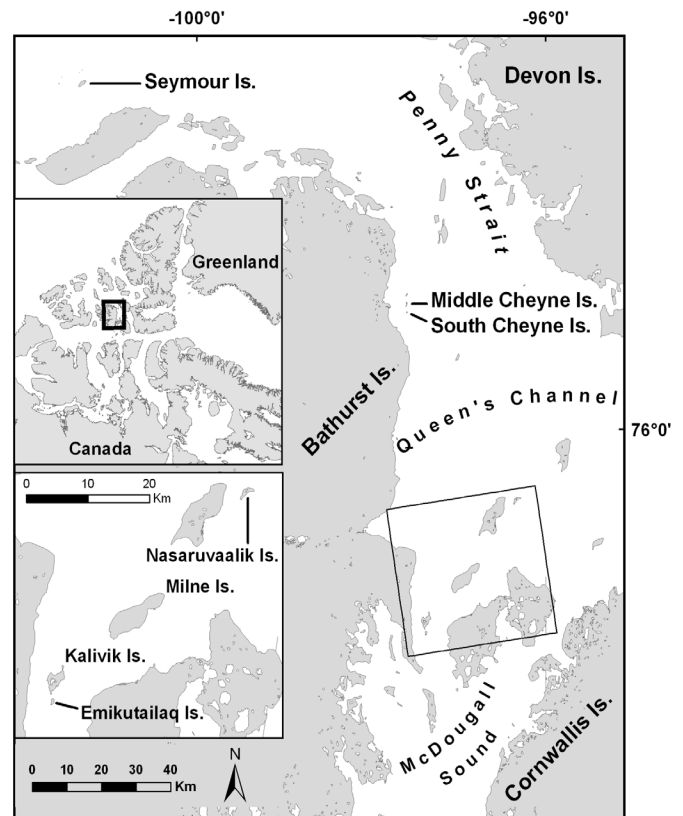 -100°0'
-96°0'
Seymour Is.
Devon Is.
Penny Strait
Greenland
Middle Cheyne Is.
South Cheyne Is.
Bathurst Is.
Queen's Channel
76°0'
Canada
0 10 20
Km
Nasaruvaalik Is.
Milne Is.
Kalivik Is.
Emikutailaq Is.
McDougall
Sound
Cornwallis Is.
N
0 10 20 30 40
Km